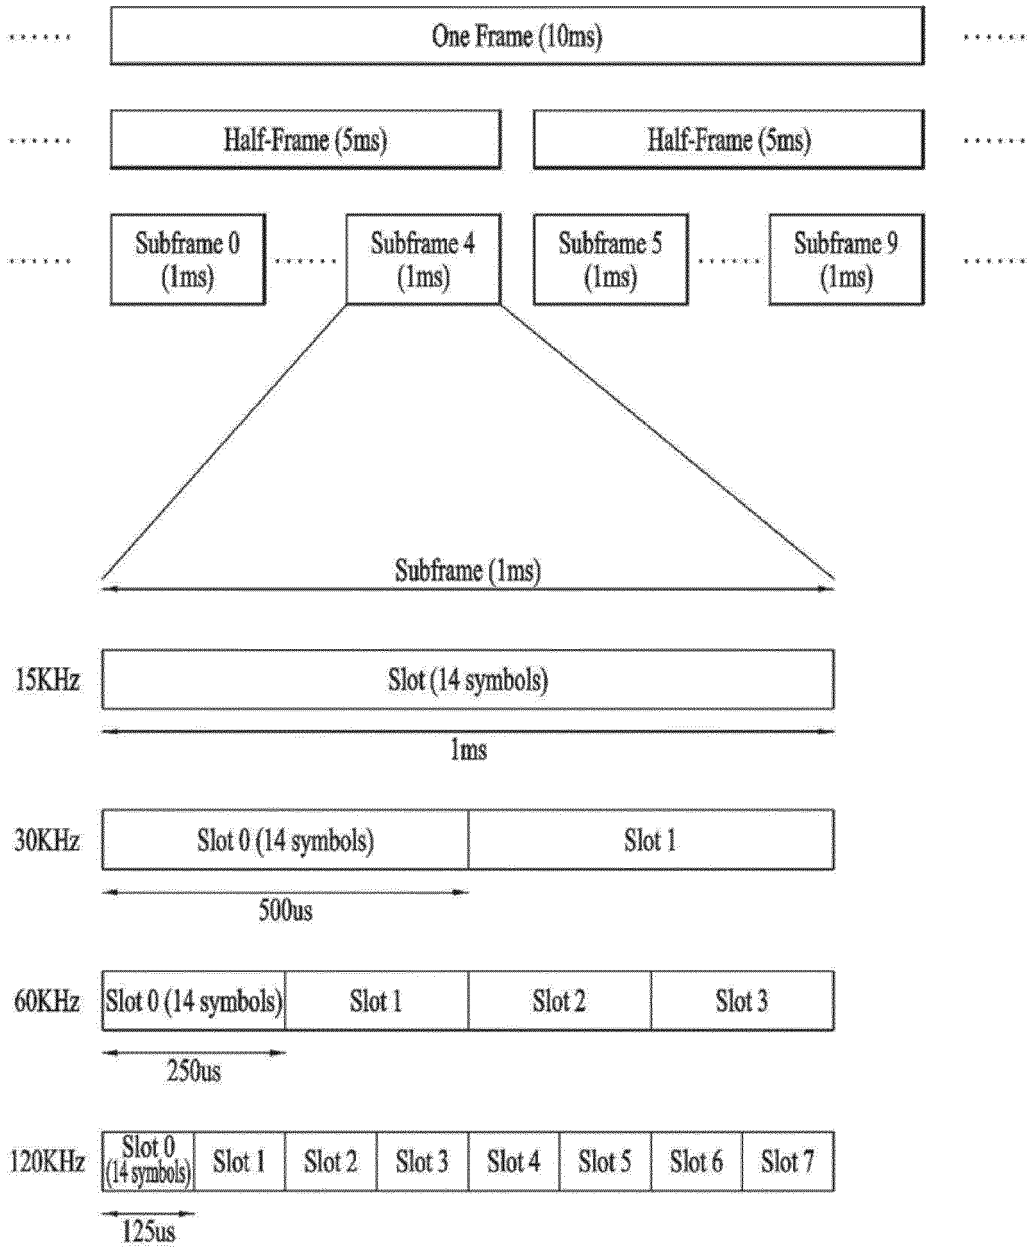 ...... One Frame (10ms) ......
...... Half-Frame (5ms) Half-Frame (5ms) ......
...... Subframe 0 (1ms) ...... Subframe 4 (1ms) Subframe 5 (1ms) ...... Subframe 9 (1ms) ......
Subframe (1ms)
15KHz Slot (14 symbols)
1ms
30KHz Slot 0 (14 symbols) Slot 1
500us
60KHz Slot 0 (14 symbols) Slot 1 Slot 2 Slot 3
250us
120KHz Slot 0 (14 symbols) Slot 1 Slot 2 Slot 3 Slot 4 Slot 5 Slot 6 Slot 7
125us